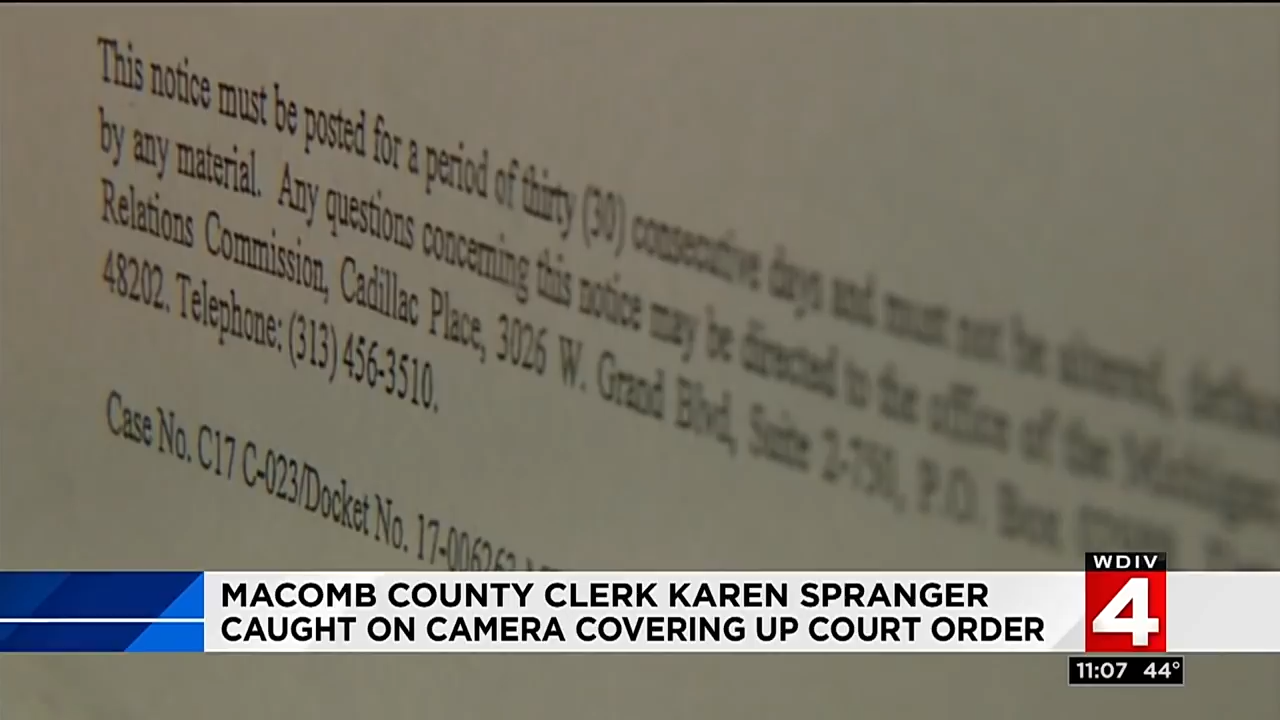 This notice must be posted for a period of thirty (30) consecutive days and must not be altered,
by any material. Any questions concerning this notice may be directed to the office of the Michigan
Relations Commission, Cadillac Place, 3026 W. Grand Blvd, Suite 2-750, P.O. Box
48202. Telephone: (313) 456-3510.
Case No. C17 C-023/Docket No. 17-006262
MACOMB COUNTY CLERK KAREN SPRANGER
CAUGHT ON CAMERA COVERING UP COURT ORDER
WDIV
4
11:07 44°